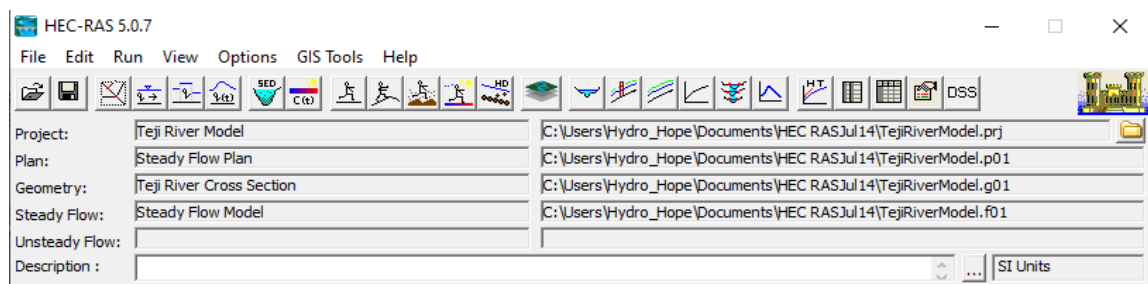 HEC-RAS 5.0.7
File Edit Run View Options GIS Tools Help
SED C(t) q(t) HD HT DSS
Project: Teji River Model C:\Users\Hydro_Hope\Documents\HEC RASJul14\TejiRiverModel.prj
Plan: Steady Flow Plan C:\Users\Hydro_Hope\Documents\HEC RASJul14\TejiRiverModel.p01
Geometry: Teji River Cross Section C:\Users\Hydro_Hope\Documents\HEC RASJul14\TejiRiverModel.g01
Steady Flow: Steady Flow Model C:\Users\Hydro_Hope\Documents\HEC RASJul14\TejiRiverModel.f01
Unsteady Flow:
Description : ... SI Units